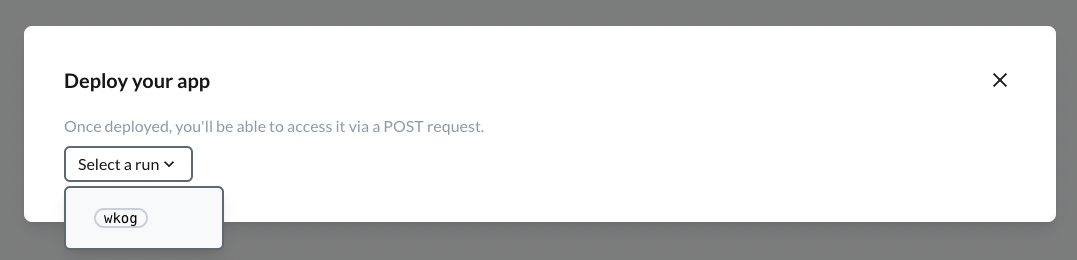 Deploy your app
Once deployed, you'll be able to access it via a POST request.
Select a run
wkog